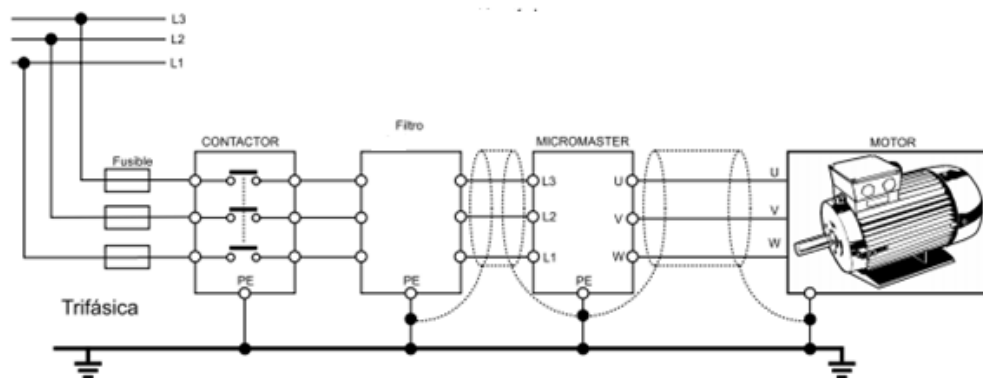 L3
L2
L1
Fusible
CONTACTOR
Filtro
MICROMASTER
MOTOR
L3
L2
L1
U
V
W
U
V
W
PE
PE
PE
Trifásica